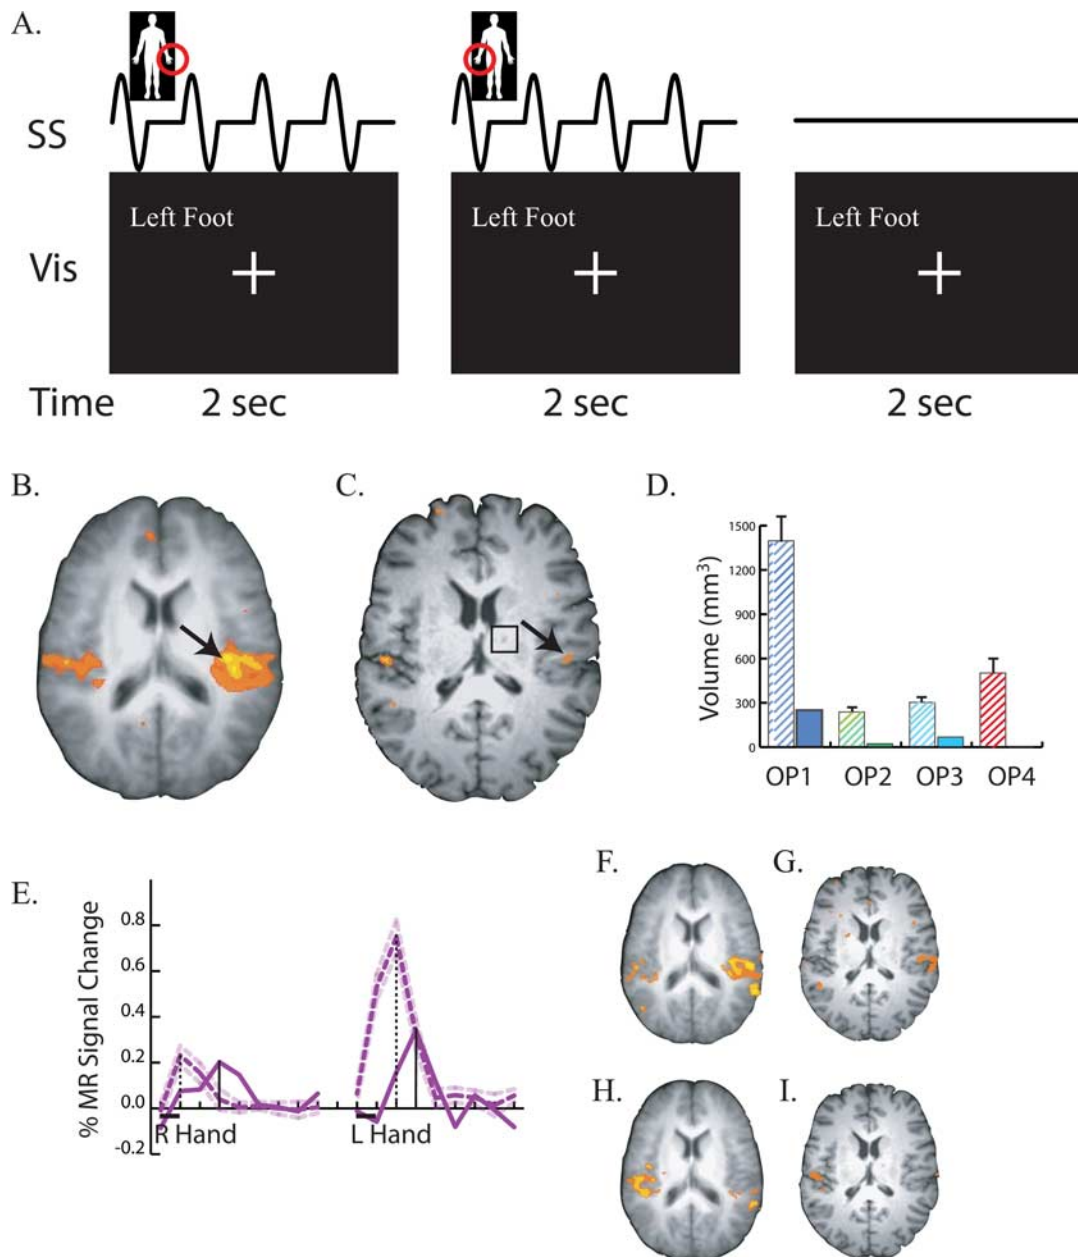 A.
SS
Left Foot Left Foot Left Foot
Vis
Time 2 sec 2 sec 2 sec
B. C. D.
Volume (mm³)
1500
1200
900
600
300
0
OP1 OP2 OP3 OP4
E.
% MR Signal Change
0.8
0.6
0.4
0.2
0.0
-0.2
R Hand L Hand
F. G.
H. I.